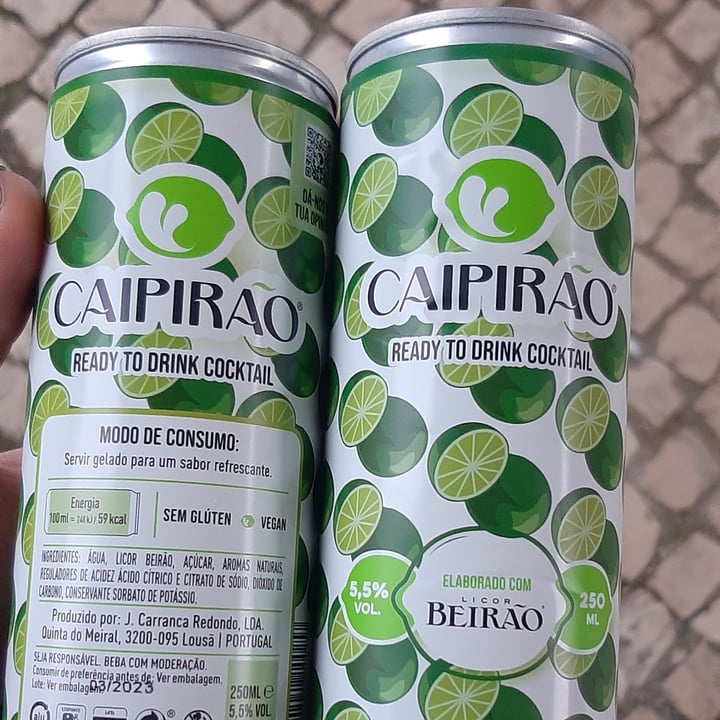 DÁ-NOS
TUA
CAIPIRÃO®
READY TO DRINK COCKTAIL
MODO DE CONSUMO:
Servir gelado para um sabor refrescante.
Energia
100ml = 248 kJ / 59 kcal
SEM GLÚTEN
VEGAN
INGREDIENTES: ÁGUA, LICOR BEIRÃO, AÇÚCAR, AROMAS NATURAIS,
REGULADORES DE ACIDEZ ÁCIDO CÍTRICO E CITRATO DE SÓDIO, DIÓXIDO DE
CARBONO, CONSERVANTE SORBATO DE POTÁSSIO.
Produzido por: J. Carranca Redondo, LDA.
Quinta do Meiral, 3200-095 Lousã | PORTUGAL
SEJA RESPONSÁVEL. BEBA COM MODERAÇÃO.
Consumir de preferência antes de: Ver embalagem.
Lote: Ver embalagem
03/2023
250ML e
5,5% VOL.
CAIPIRÃO®
READY TO DRINK COCKTAIL
5,5%
VOL.
ELABORADO COM
LICOR
BEIRÃO®
250
ML